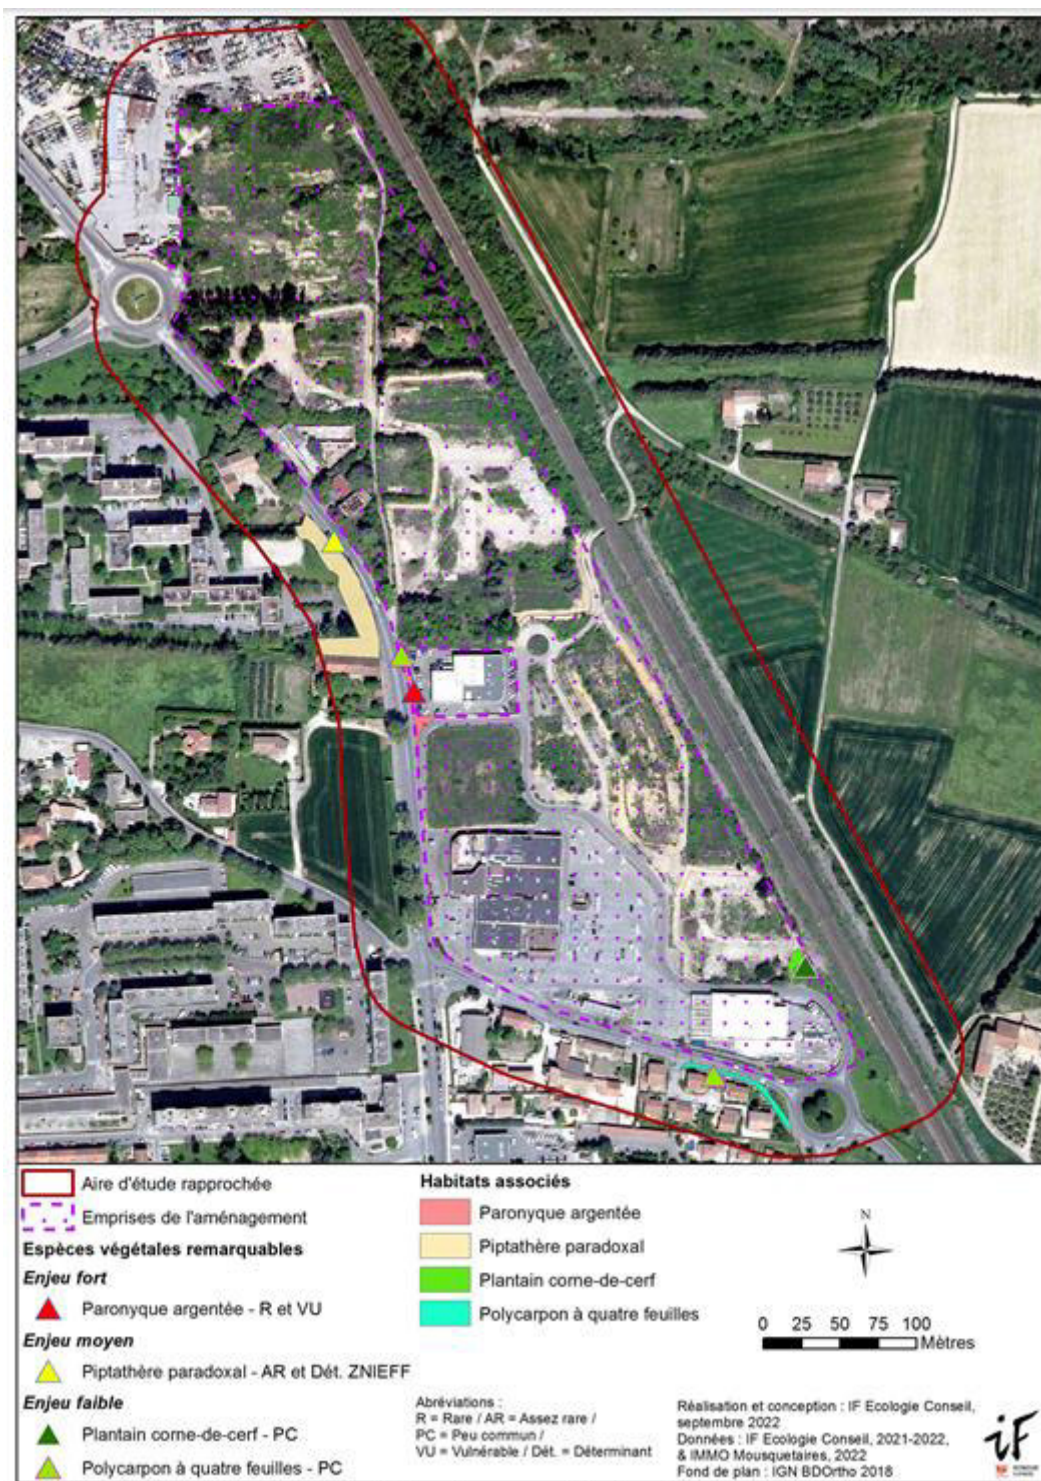 Aire d'étude rapprochée
Emprises de l'aménagement
Espèces végétales remarquables
Enjeu fort
Paronyque argentée - R et VU
Enjeu moyen
Piptathère paradoxal - AR et Dét. ZNIEFF
Enjeu faible
Plantain corne-de-cerf - PC
Polycarpon à quatre feuilles - PC
Habitats associés
Paronyque argentée
Piptathère paradoxal
Plantain corne-de-cerf
Polycarpon à quatre feuilles
N
0 25 50 75 100
Mètres
Abréviations :
R = Rare / AR = Assez rare /
PC = Peu commun /
VU = Vulnérable / Dét. = Déterminant
Réalisation et conception : IF Ecologie Conseil,
septembre 2022
Données : IF Ecologie Conseil, 2021-2022,
& IMMO Mousquetaires, 2022
Fond de plan : IGN BDOrtho 2018
iF